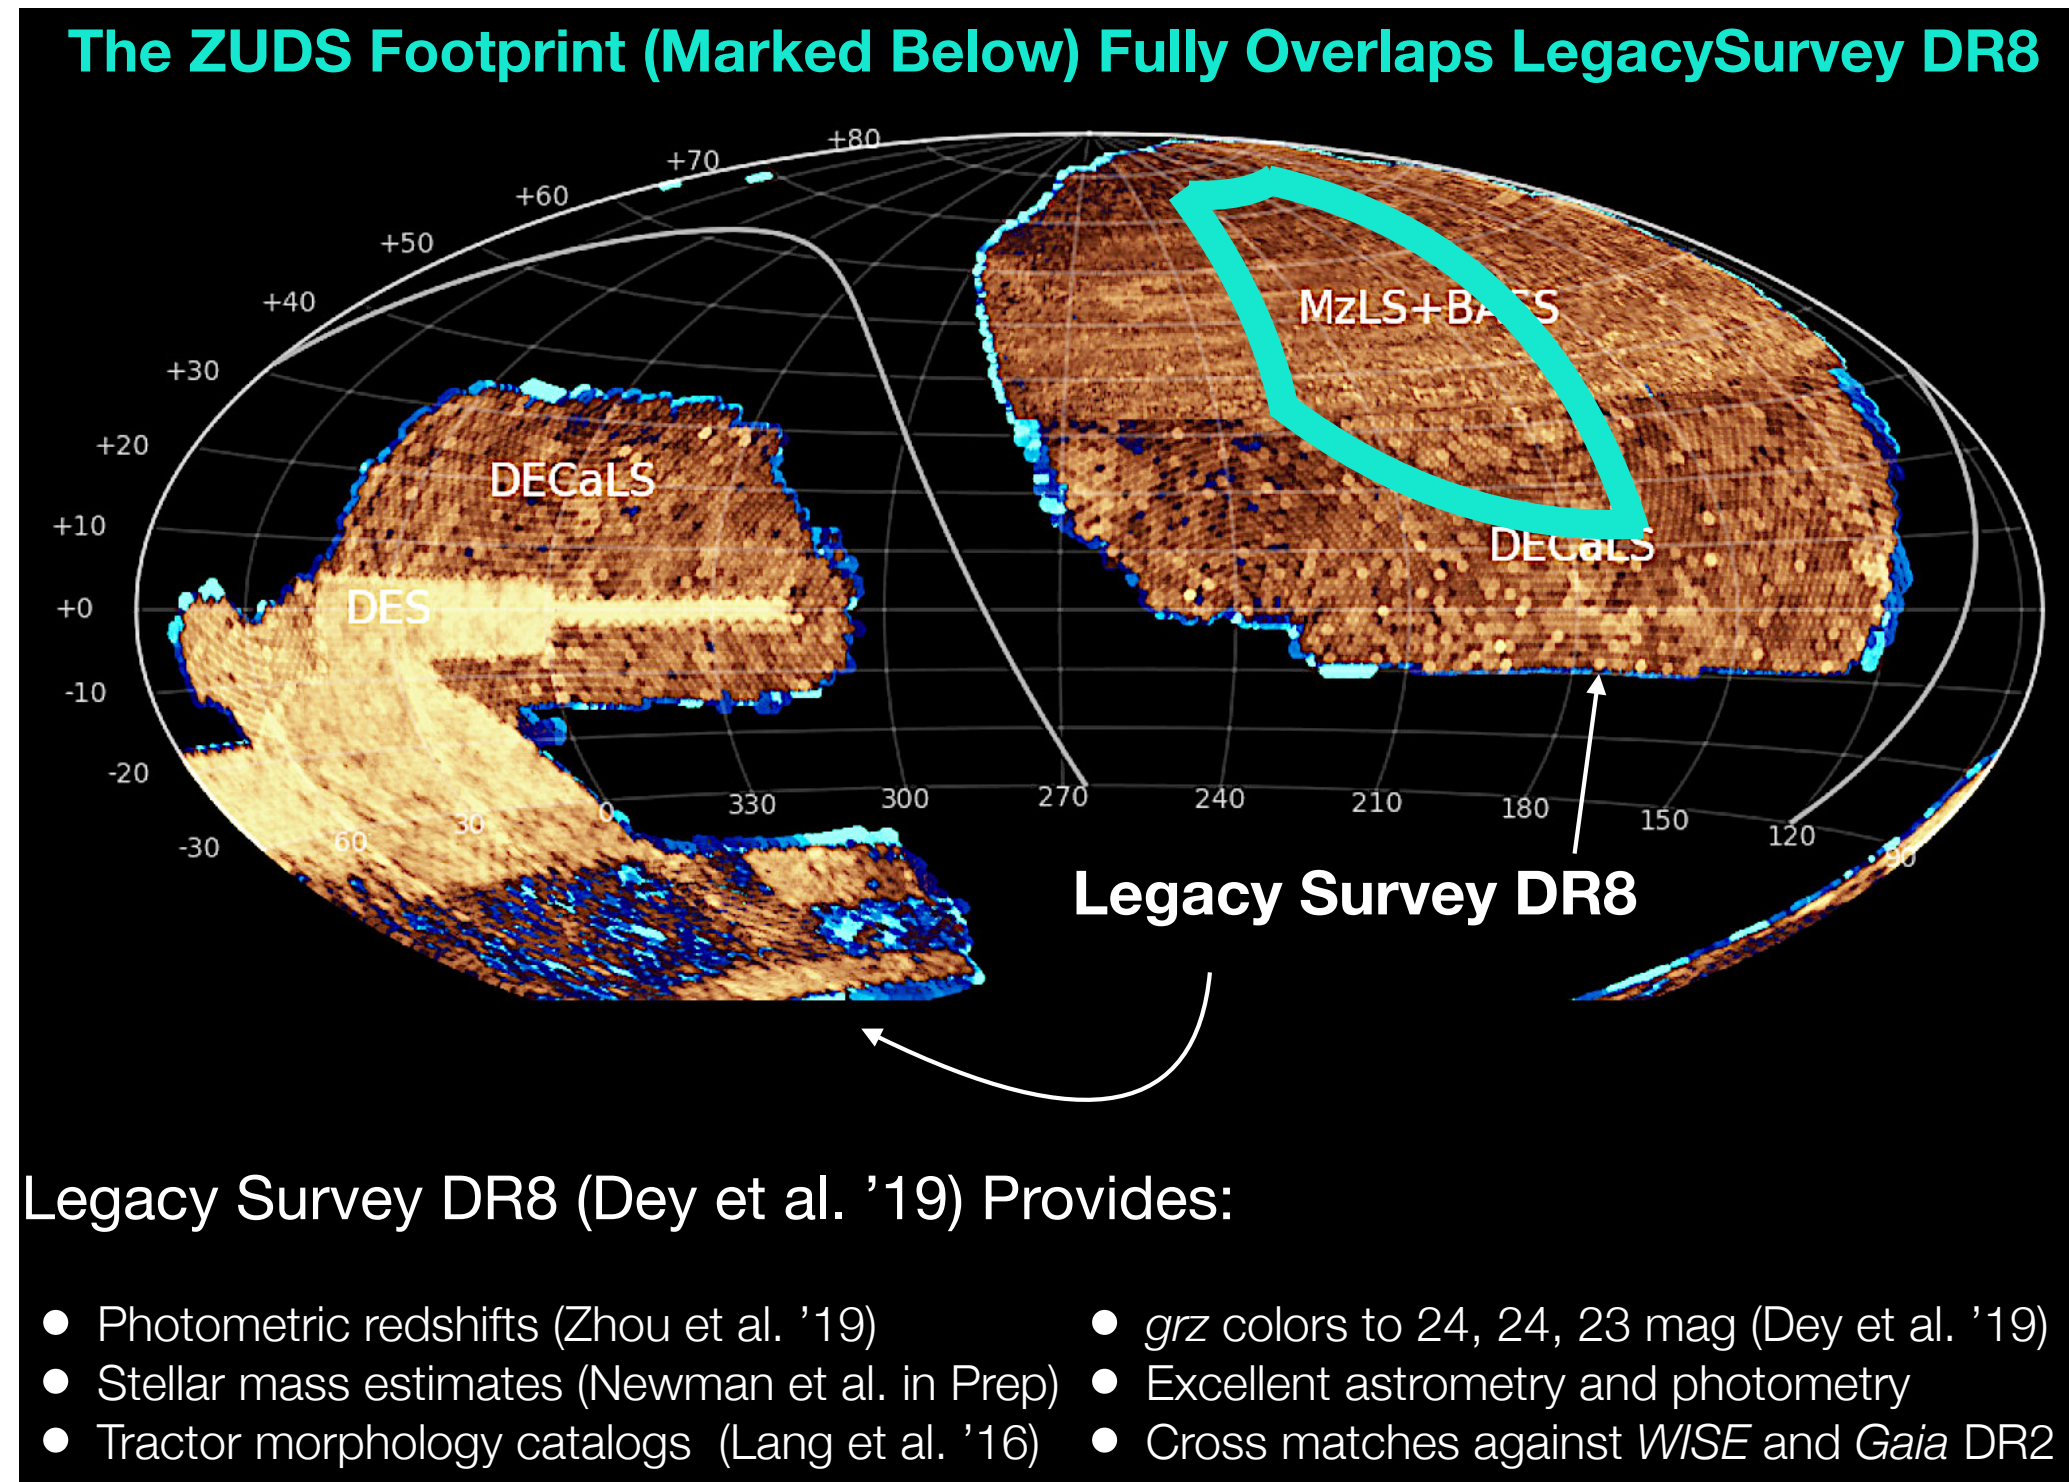 The ZUDS Footprint (Marked Below) Fully Overlaps LegacySurvey DR8
+80
+70
+60
+50
+40
+30
+20
+10
+0
-10
-20
-30
MzLS+BASS
DECaLS
DECaLS
DES
60
30
0
330
300
270
240
210
180
150
120
90
Legacy Survey DR8
Legacy Survey DR8 (Dey et al. ’19) Provides:
● Photometric redshifts (Zhou et al. ’19)
● Stellar mass estimates (Newman et al. in Prep)
● Tractor morphology catalogs (Lang et al. ’16)
● grz colors to 24, 24, 23 mag (Dey et al. ’19)
● Excellent astrometry and photometry
● Cross matches against WISE and Gaia DR2